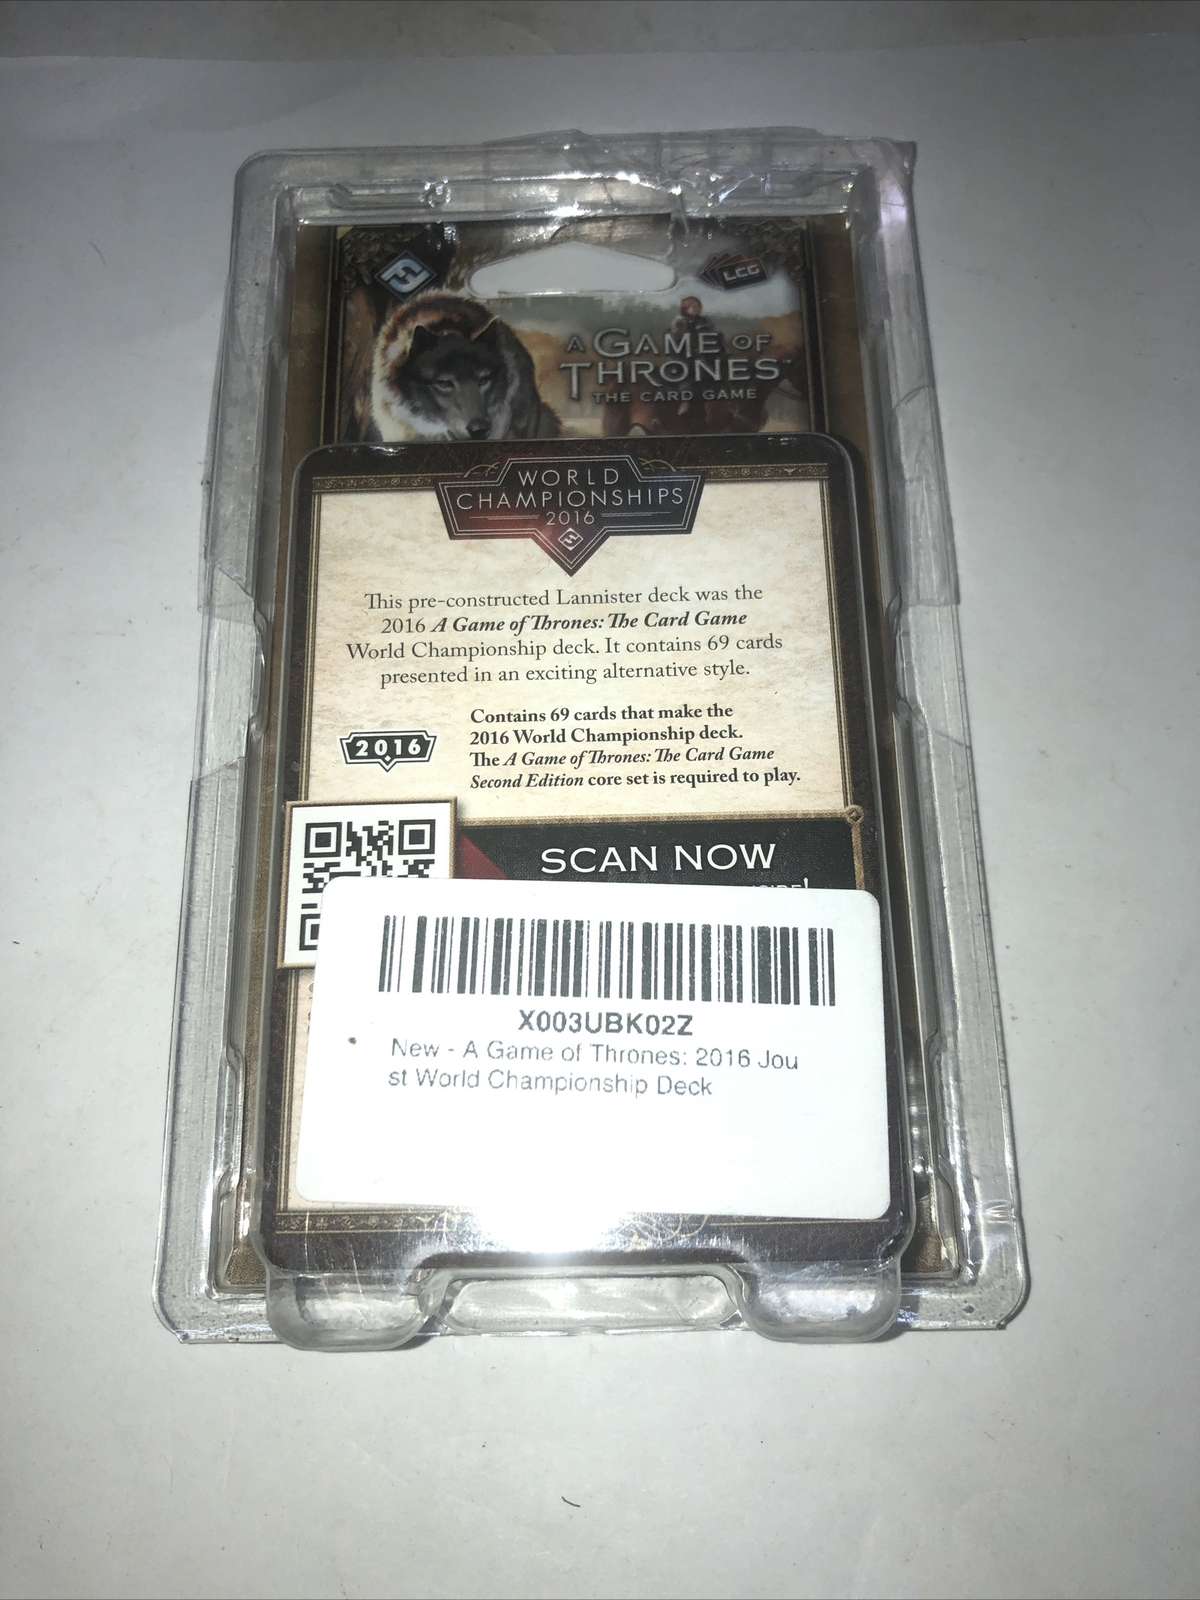 LCG
A GAME OF
THRONES™
THE CARD GAME
WORLD
CHAMPIONSHIPS
2016
This pre-constructed Lannister deck was the
2016 A Game of Thrones: The Card Game
World Championship deck. It contains 69 cards
presented in an exciting alternative style.
Contains 69 cards that make the
2016 World Championship deck.
The A Game of Thrones: The Card Game
Second Edition core set is required to play.
2016
SCAN NOW
X003UBK02Z
New - A Game of Thrones: 2016 Jou
st World Championship Deck